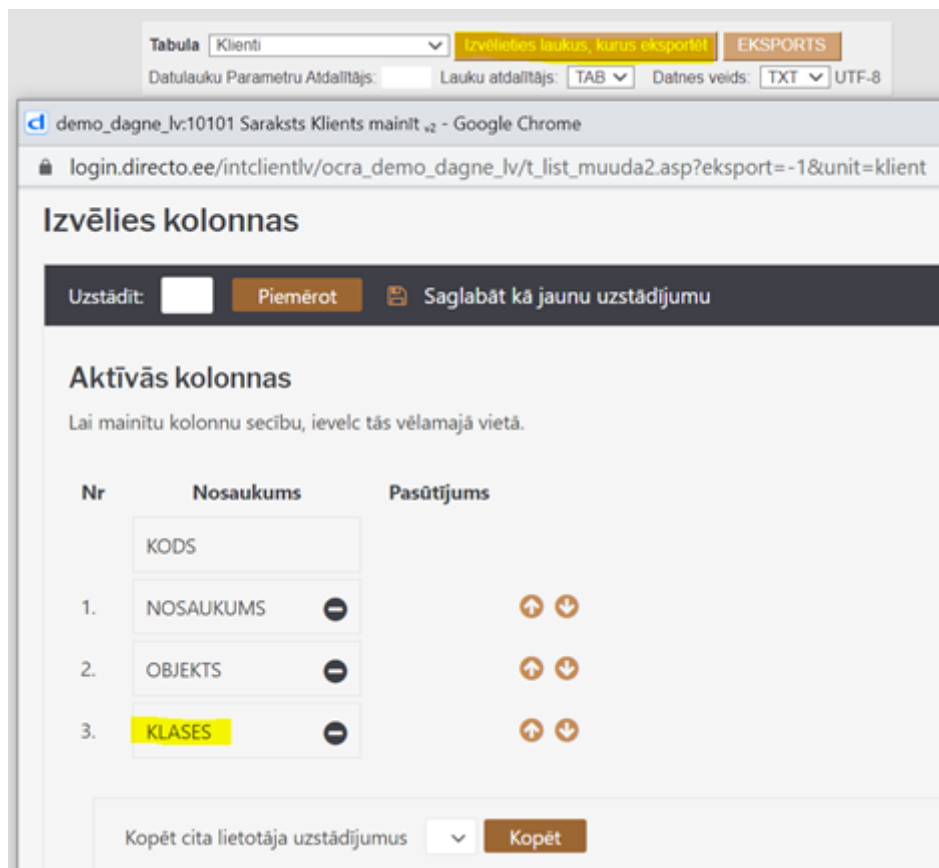 Tabula Klienti Izvēlieties laukus, kurus eksportēt EKSPORTS
Datulauku Parametru Atdalītājs: Lauku atdalītājs: TAB Datnes veids: TXT UTF-8
demo_dagne_lv:10101 Saraksts Klients mainīt v2 - Google Chrome
login.directo.ee/intclientlv/ocra_demo_dagne_lv/t_list_muuda2.asp?eksport=-1&unit=klient
Izvēlies kolonnas
Uzstādīt: Piemērot Saglabāt kā jaunu uzstādījumu
Aktīvās kolonnas
Lai mainītu kolonnu secību, ievelc tās vēlamajā vietā.
Nr Nosaukums Pasūtījums
KODS
1. NOSAUKUMS
2. OBJEKTS
3. KLASES
Kopēt cita lietotāja uzstādījumus Kopēt